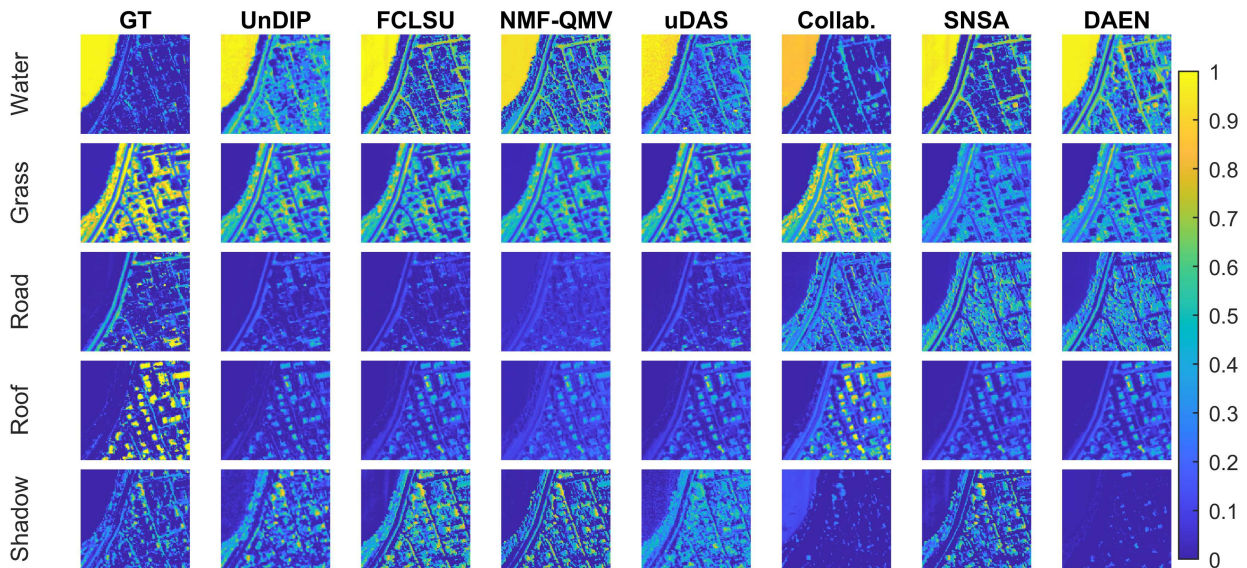 GT UnDIP FCLSU NMF-QMV uDAS Collab. SNSA DAEN
Water
Grass
Road
Roof
Shadow
1
0.9
0.8
0.7
0.6
0.5
0.4
0.3
0.2
0.1
0